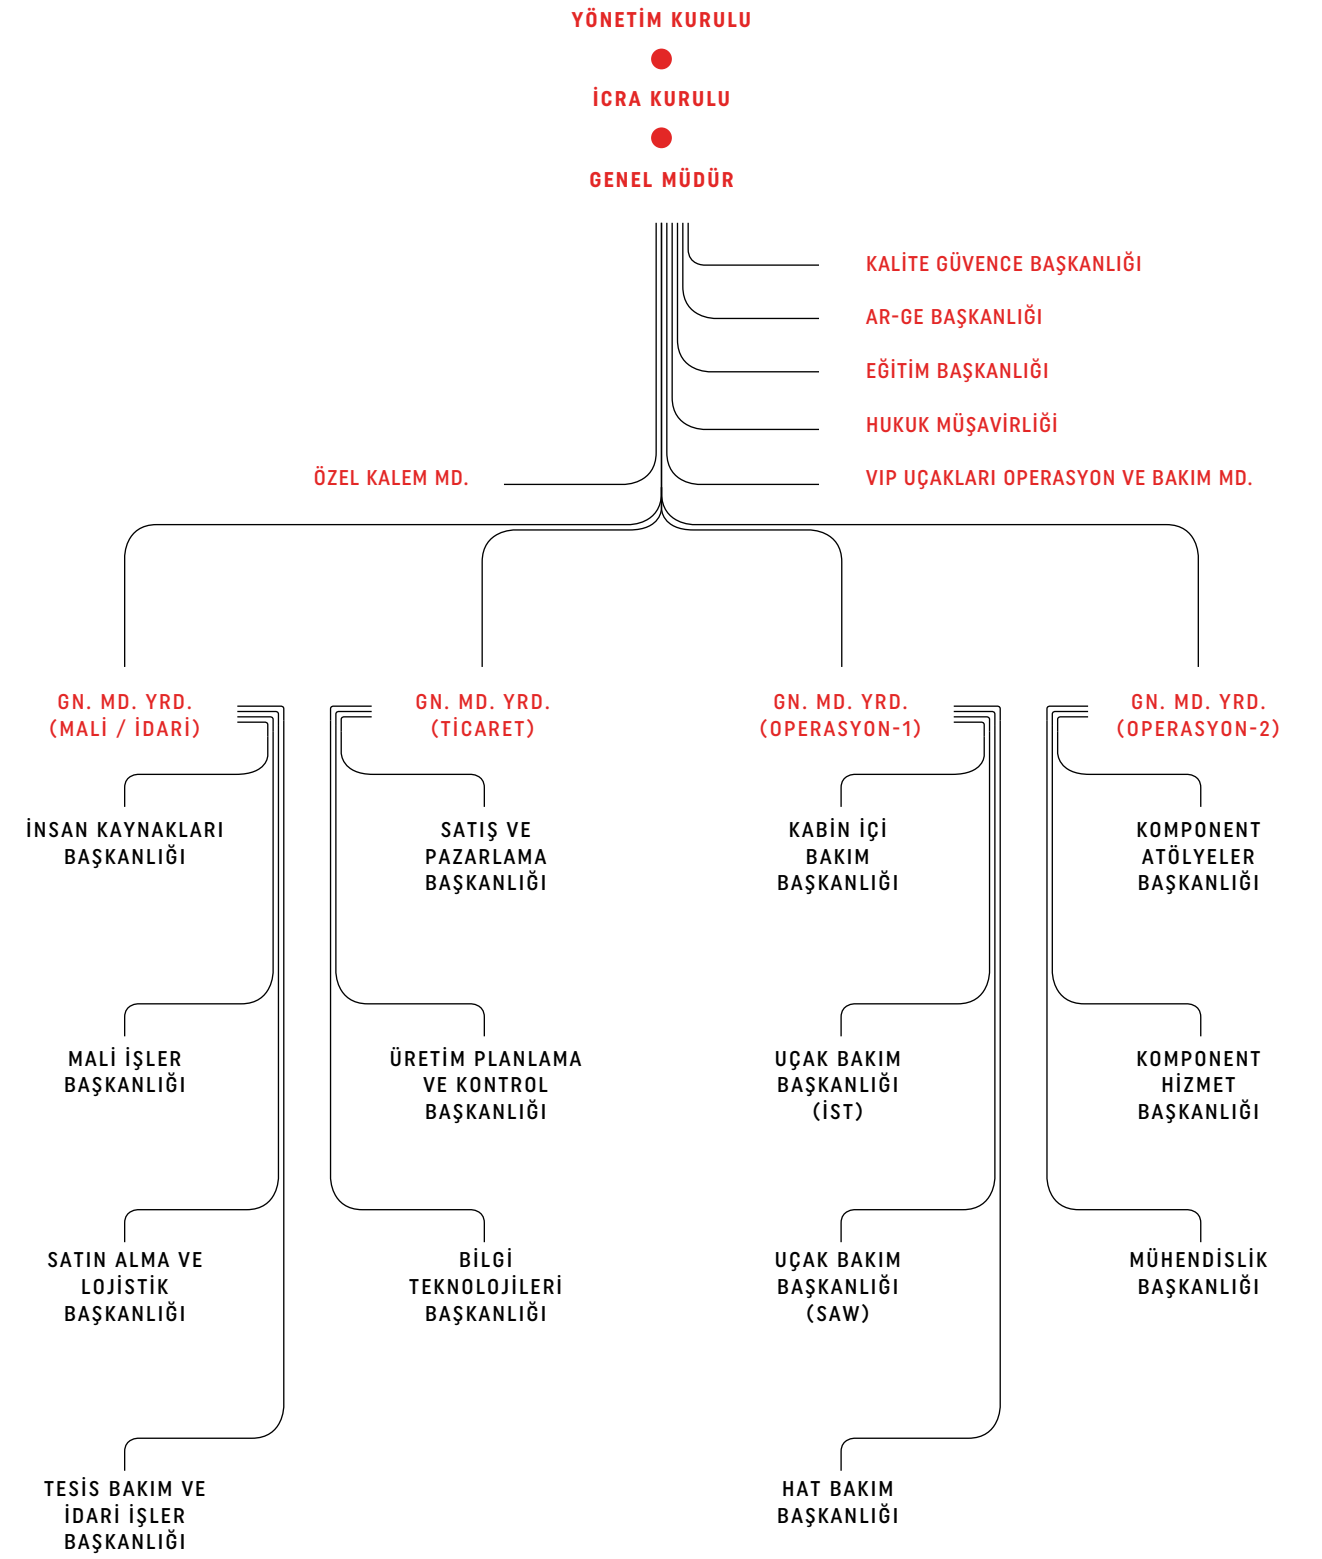 YÖNETİM KURULU
İCRA KURULU
GENEL MÜDÜR
KALİTE GÜVENCE BAŞKANLIĞI
AR-GE BAŞKANLIĞI
EĞİTİM BAŞKANLIĞI
HUKUK MÜŞAVİRLİĞİ
ÖZEL KALEM MD.
VIP UÇAKLARI OPERASYON VE BAKIM MD.
GN. MD. YRD.
(MALİ / İDARİ)
GN. MD. YRD.
(TİCARET)
GN. MD. YRD.
(OPERASYON-1)
GN. MD. YRD.
(OPERASYON-2)
İNSAN KAYNAKLARI
BAŞKANLIĞI
SATIŞ VE
PAZARLAMA
BAŞKANLIĞI
KABİN İÇİ
BAKIM
BAŞKANLIĞI
KOMPONENT
ATÖLYELER
BAŞKANLIĞI
MALİ İŞLER
BAŞKANLIĞI
ÜRETİM PLANLAMA
VE KONTROL
BAŞKANLIĞI
UÇAK BAKIM
BAŞKANLIĞI
(İST)
KOMPONENT
HİZMET
BAŞKANLIĞI
SATIN ALMA VE
LOJİSTİK
BAŞKANLIĞI
BİLGİ
TEKNOLOJİLERİ
BAŞKANLIĞI
UÇAK BAKIM
BAŞKANLIĞI
(SAW)
MÜHENDİSLİK
BAŞKANLIĞI
TESİS BAKIM VE
İDARİ İŞLER
BAŞKANLIĞI
HAT BAKIM
BAŞKANLIĞI